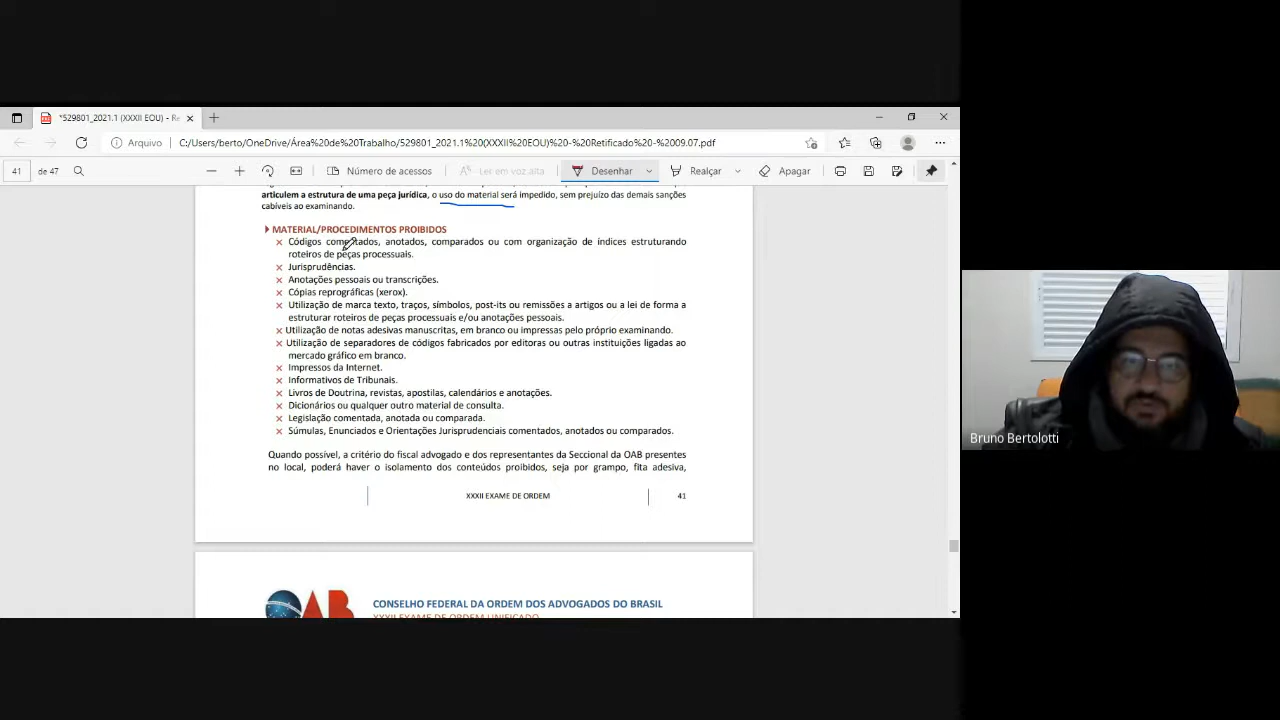 *529801_2021.1 (XXXII EOU) - Re
Arquivo C:/Users/berto/OneDrive/Área%20de%20Trabalho/529801_2021.1%20(XXXII%20EOU)%20-%20Retificado%20-%2009.07.pdf
41 de 47 Número de acessos Ler em voz alta Desenhar Realçar Apagar
articulem a estrutura de uma peça jurídica, o uso do material será impedido, sem prejuízo das demais sanções
cabíveis ao examinando.
MATERIAL/PROCEDIMENTOS PROIBIDOS
Códigos comentados, anotados, comparados ou com organização de índices estruturando
roteiros de peças processuais.
Jurisprudências.
Anotações pessoais ou transcrições.
Cópias reprográficas (xerox).
Utilização de marca texto, traços, símbolos, post-its ou remissões a artigos ou a lei de forma a
estruturar roteiros de peças processuais e/ou anotações pessoais.
Utilização de notas adesivas manuscritas, em branco ou impressas pelo próprio examinando.
Utilização de separadores de códigos fabricados por editoras ou outras instituições ligadas ao
mercado gráfico em branco.
Impressos da Internet.
Informativos de Tribunais.
Livros de Doutrina, revistas, apostilas, calendários e anotações.
Dicionários ou qualquer outro material de consulta.
Legislação comentada, anotada ou comparada.
Súmulas, Enunciados e Orientações Jurisprudenciais comentados, anotados ou comparados.
Quando possível, a critério do fiscal advogado e dos representantes da Seccional da OAB presentes
no local, poderá haver o isolamento dos conteúdos proibidos, seja por grampo, fita adesiva,
XXXII EXAME DE ORDEM 41
OAB
CONSELHO FEDERAL DA ORDEM DOS ADVOGADOS DO BRASIL
XXXII EXAME DE ORDEM UNIFICADO
Bruno Bertolotti